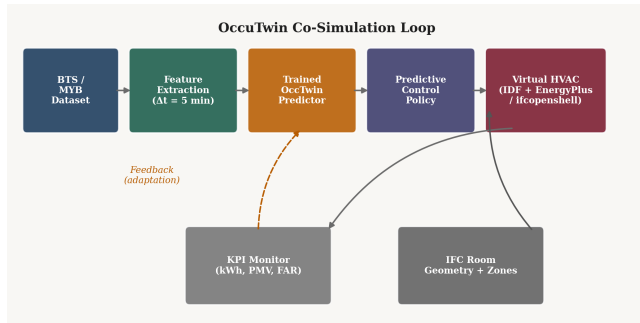 OccuTwin Co-Simulation Loop
BTS /
MYB
Dataset
Feature
Extraction
(Δt = 5 min)
Trained
OccTwin
Predictor
Predictive
Control
Policy
Virtual HVAC
(IDF + EnergyPlus
/ ifcopenshell)
Feedback
(adaptation)
KPI Monitor
(kWh, PMV, FAR)
IFC Room
Geometry + Zones